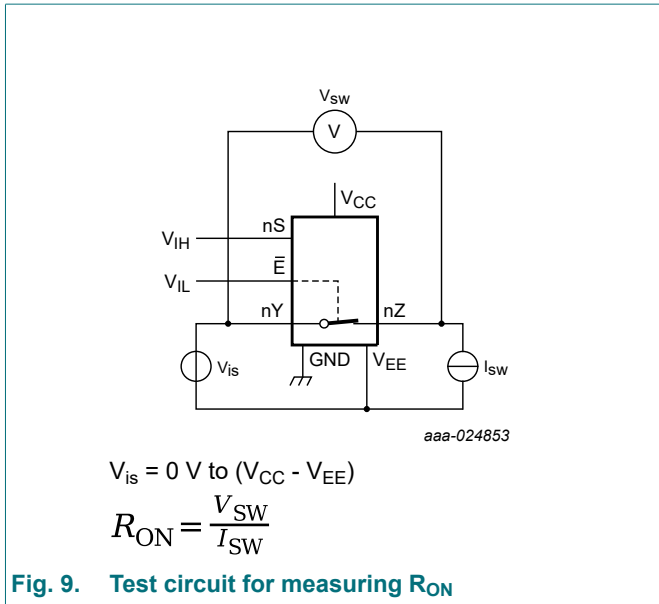 Vsw
V
VCC
nS
VIH
E̅
VIL
nY
nZ
GND
VEE
Vis
Isw
aaa-024853
Vis = 0 V to (VCC - VEE)
RON = VSW / ISW
Fig. 9. Test circuit for measuring RON